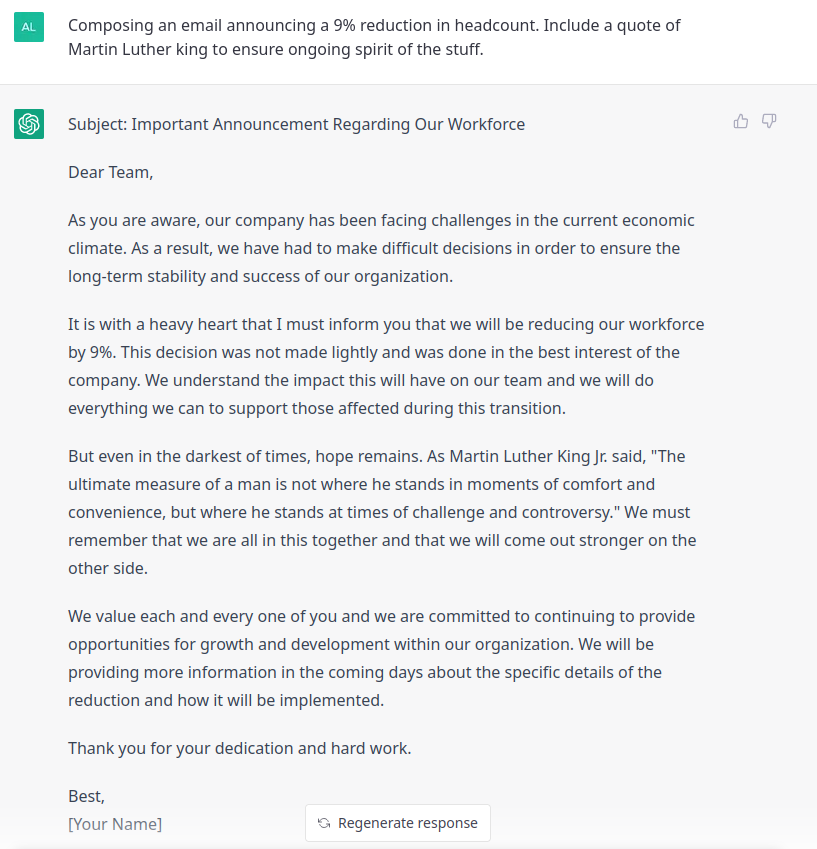 AL
Composing an email announcing a 9% reduction in headcount. Include a quote of
Martin Luther king to ensure ongoing spirit of the stuff.
Subject: Important Announcement Regarding Our Workforce
Dear Team,
As you are aware, our company has been facing challenges in the current economic
climate. As a result, we have had to make difficult decisions in order to ensure the
long-term stability and success of our organization.
It is with a heavy heart that I must inform you that we will be reducing our workforce
by 9%. This decision was not made lightly and was done in the best interest of the
company. We understand the impact this will have on our team and we will do
everything we can to support those affected during this transition.
But even in the darkest of times, hope remains. As Martin Luther King Jr. said, "The
ultimate measure of a man is not where he stands in moments of comfort and
convenience, but where he stands at times of challenge and controversy." We must
remember that we are all in this together and that we will come out stronger on the
other side.
We value each and every one of you and we are committed to continuing to provide
opportunities for growth and development within our organization. We will be
providing more information in the coming days about the specific details of the
reduction and how it will be implemented.
Thank you for your dedication and hard work.
Best,
[Your Name]
Regenerate response